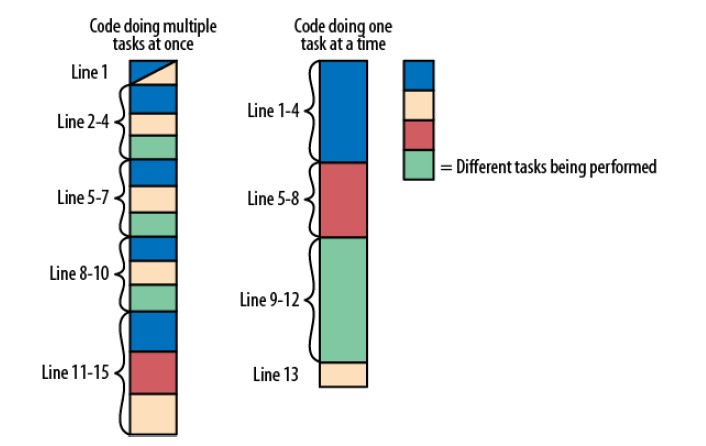 Code doing multiple
tasks at once
Line 1
Line 2-4
Line 5-7
Line 8-10
Line 11-15
Code doing one
task at a time
Line 1-4
Line 5-8
Line 9-12
Line 13
= Different tasks being performed